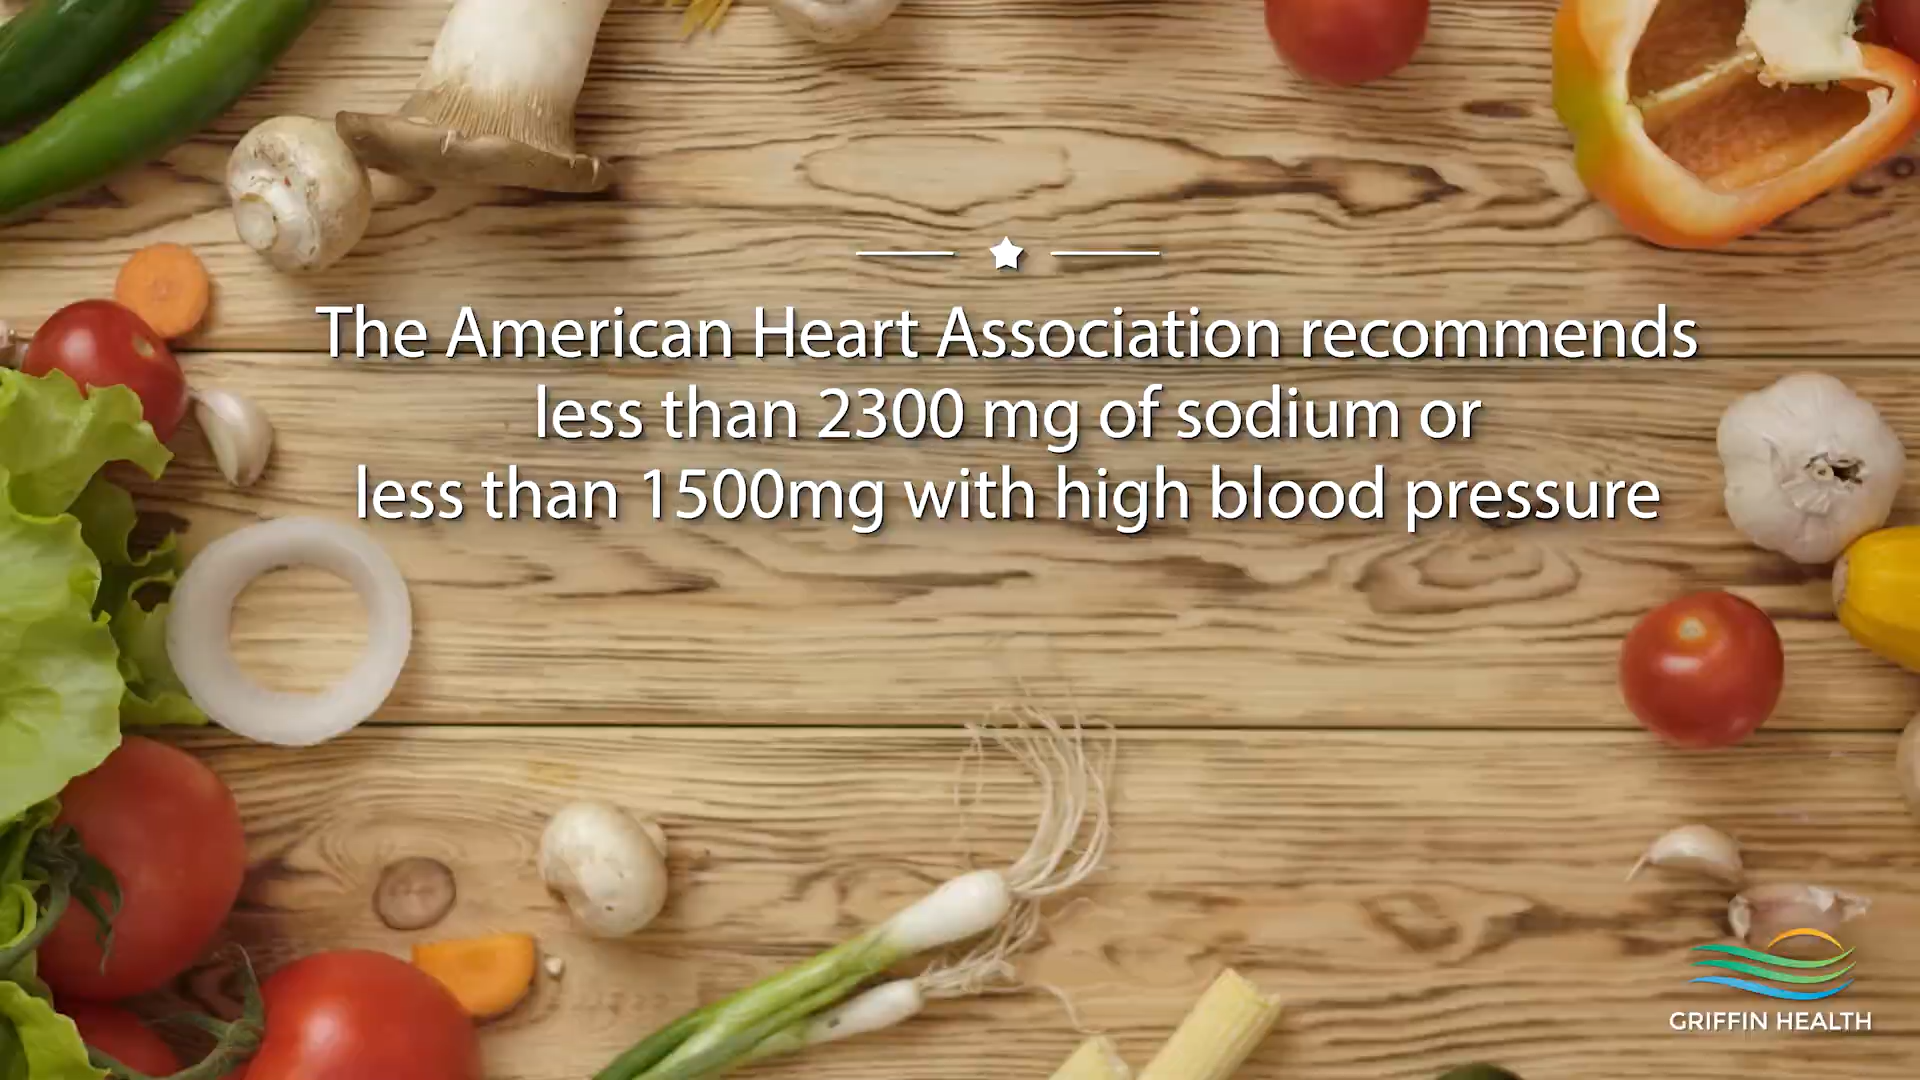 The American Heart Association recommends
less than 2300 mg of sodium or
less than 1500mg with high blood pressure
GRIFFIN HEALTH